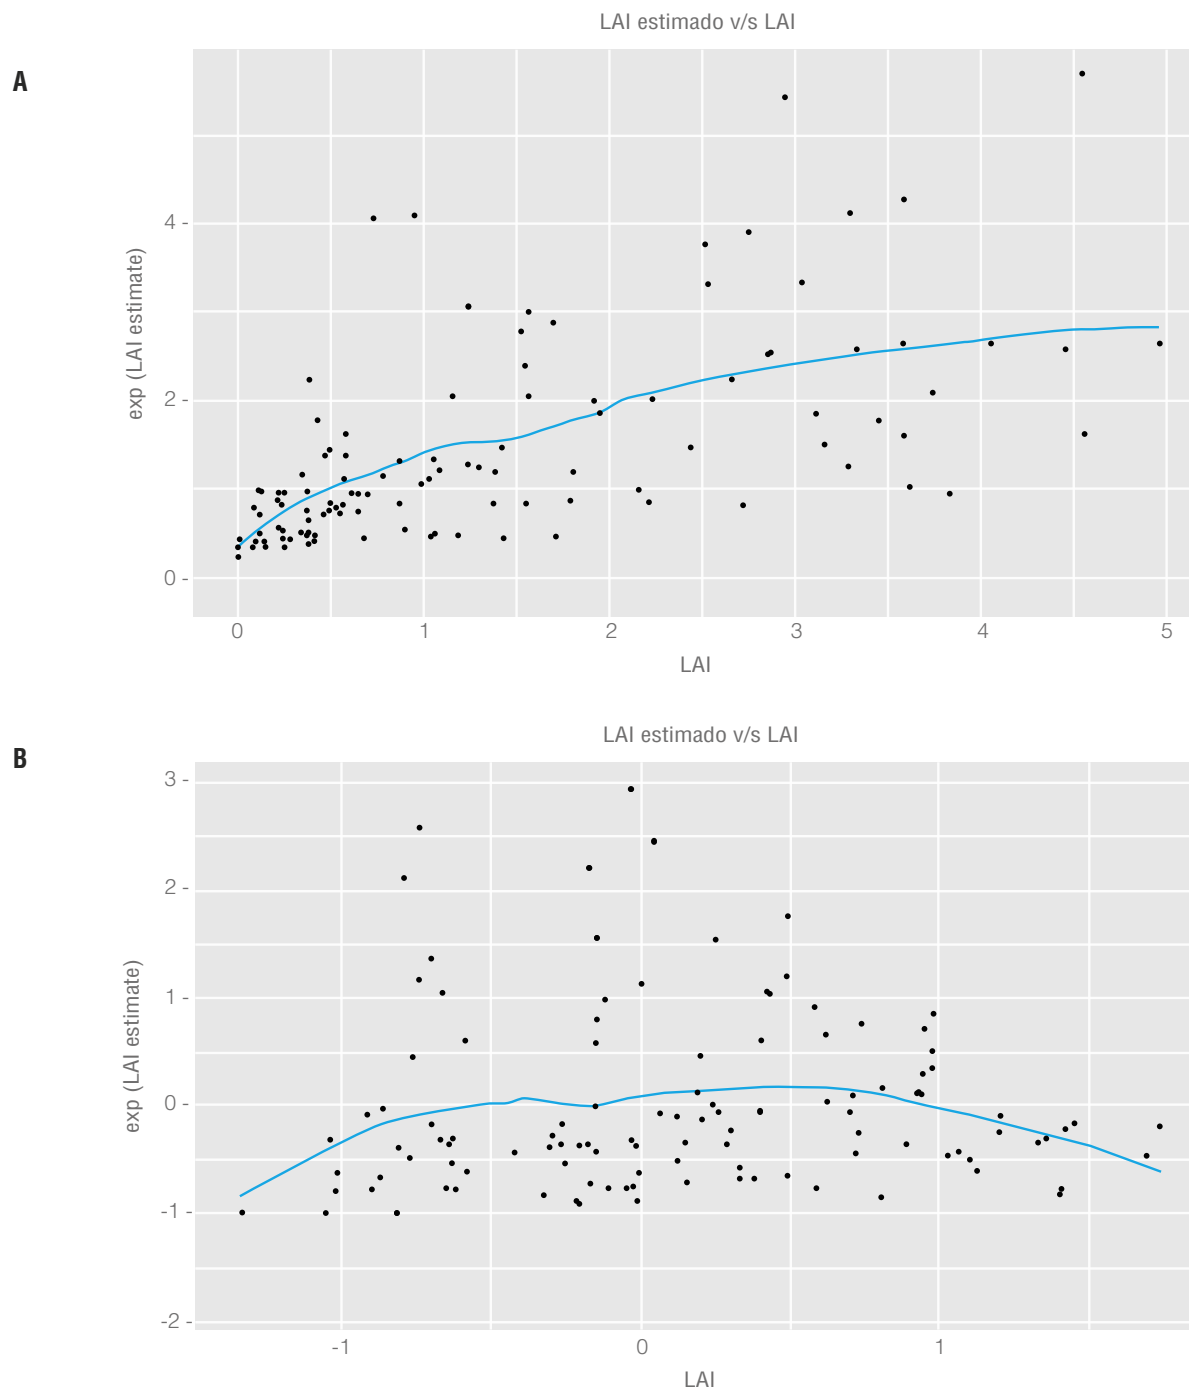 LAI estimado v/s LAI
A
exp (LAI estimate)
4 -
2 -
0 -
0 1 2 3 4 5
LAI
LAI estimado v/s LAI
B
exp (LAI estimate)
3 -
2 -
1 -
0 -
-1 -
-2 -
-1 0 1
LAI